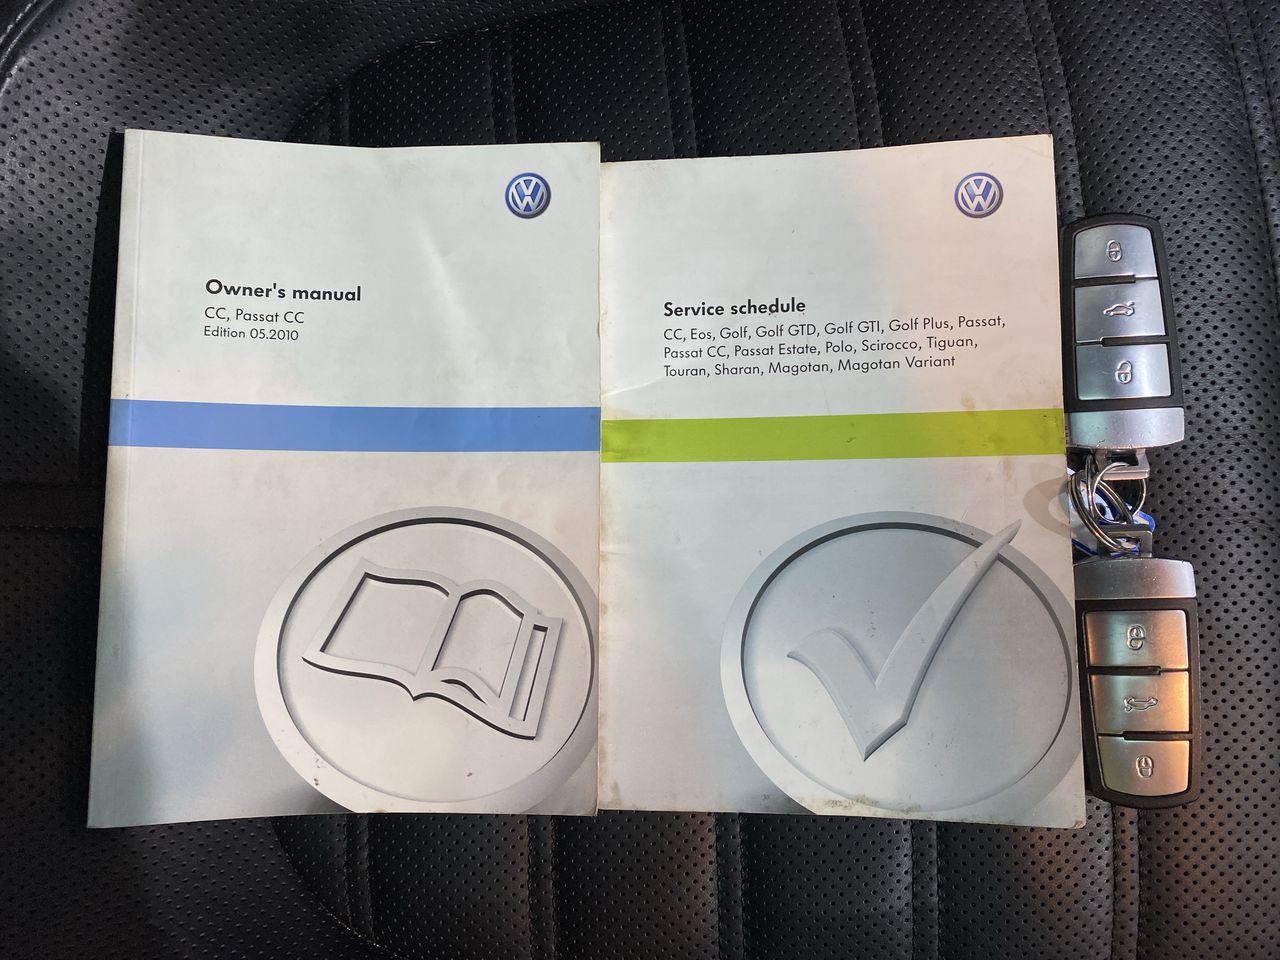 Owner's manual
CC, Passat CC
Edition 05.2010
Service schedule
CC, Eos, Golf, Golf GTD, Golf GTI, Golf Plus, Passat,
Passat CC, Passat Estate, Polo, Scirocco, Tiguan,
Touran, Sharan, Magotan, Magotan Variant